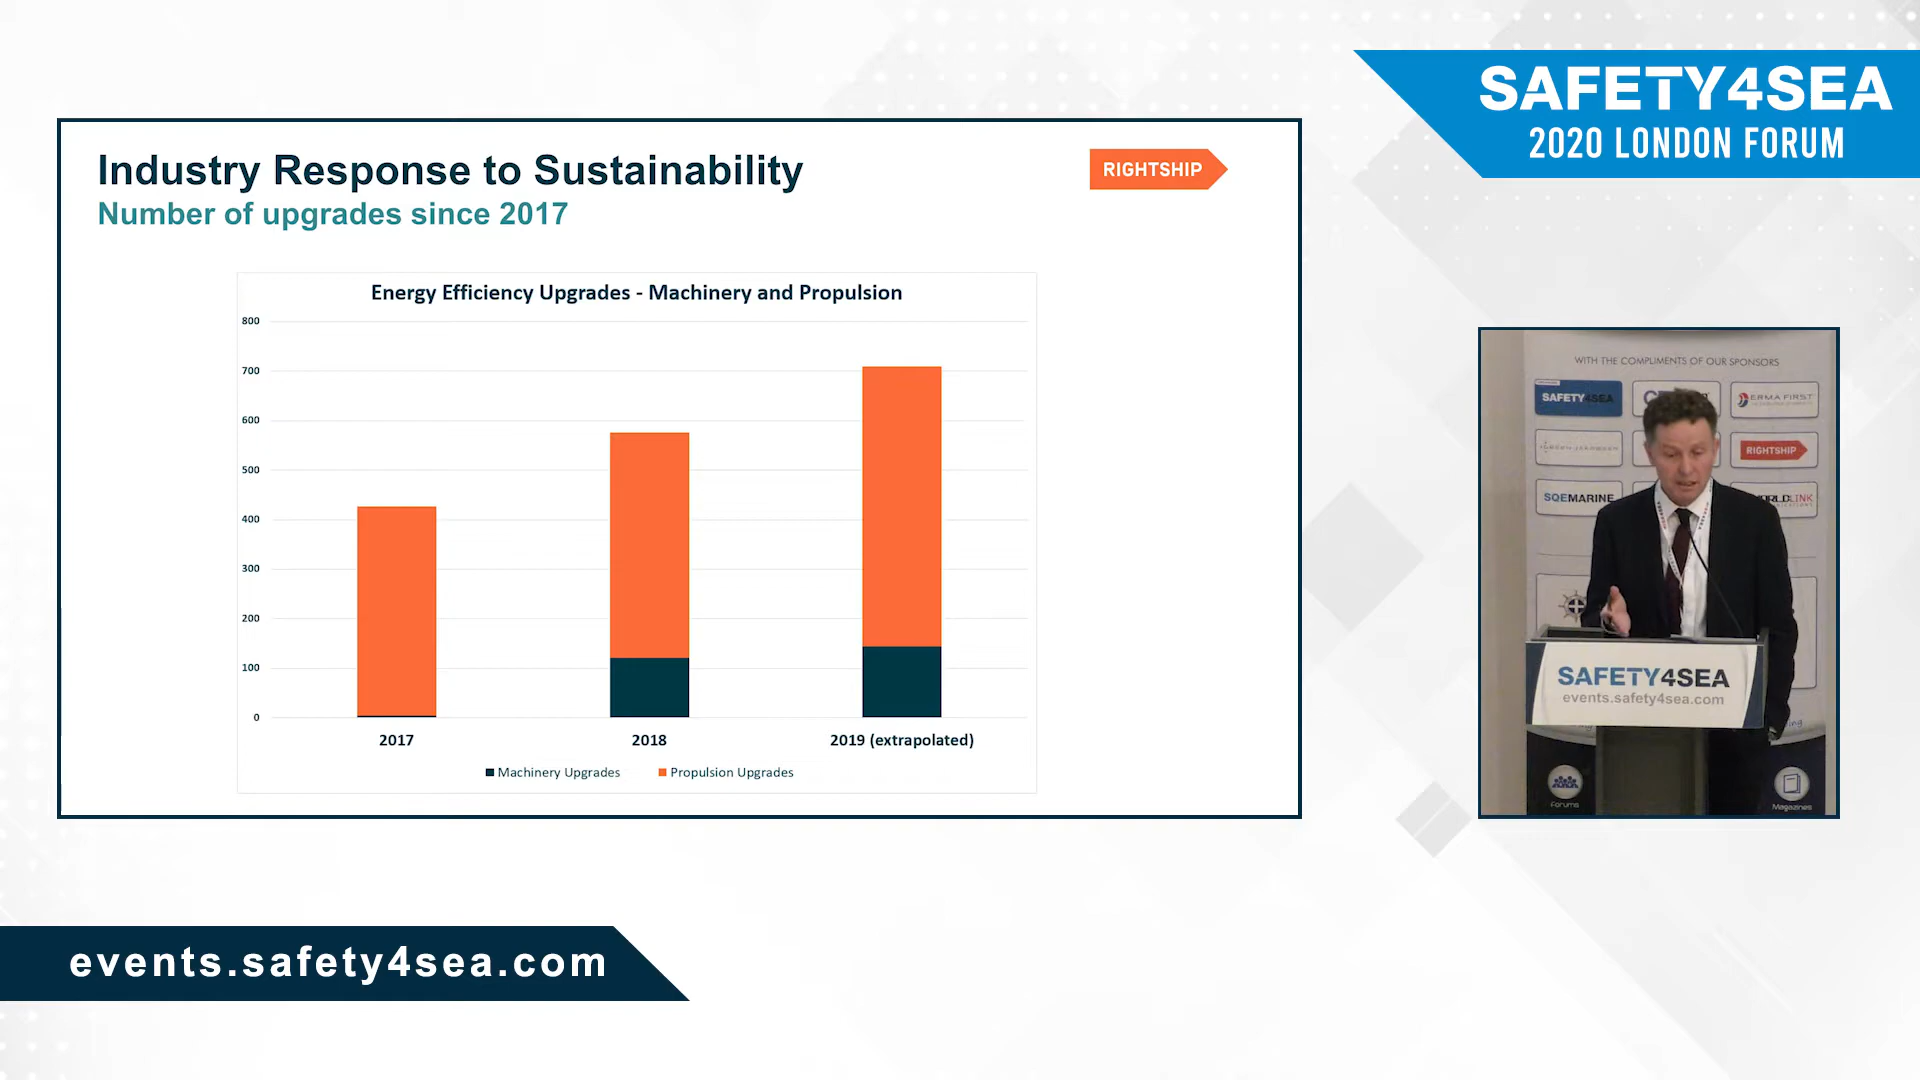 SAFETY4SEA
2020 LONDON FORUM
Industry Response to Sustainability
Number of upgrades since 2017
RIGHTSHIP
Energy Efficiency Upgrades - Machinery and Propulsion
800
700
600
500
400
300
200
100
0
2017
2018
2019 (extrapolated)
Machinery Upgrades
Propulsion Upgrades
WITH THE COMPLIMENTS OF OUR SPONSORS
SAFETY4SEA
ERMA FIRST
RIGHTSHIP
SQEMARINE
SAFETY4SEA
events.safety4sea.com
Forums
Magazines
events.safety4sea.com